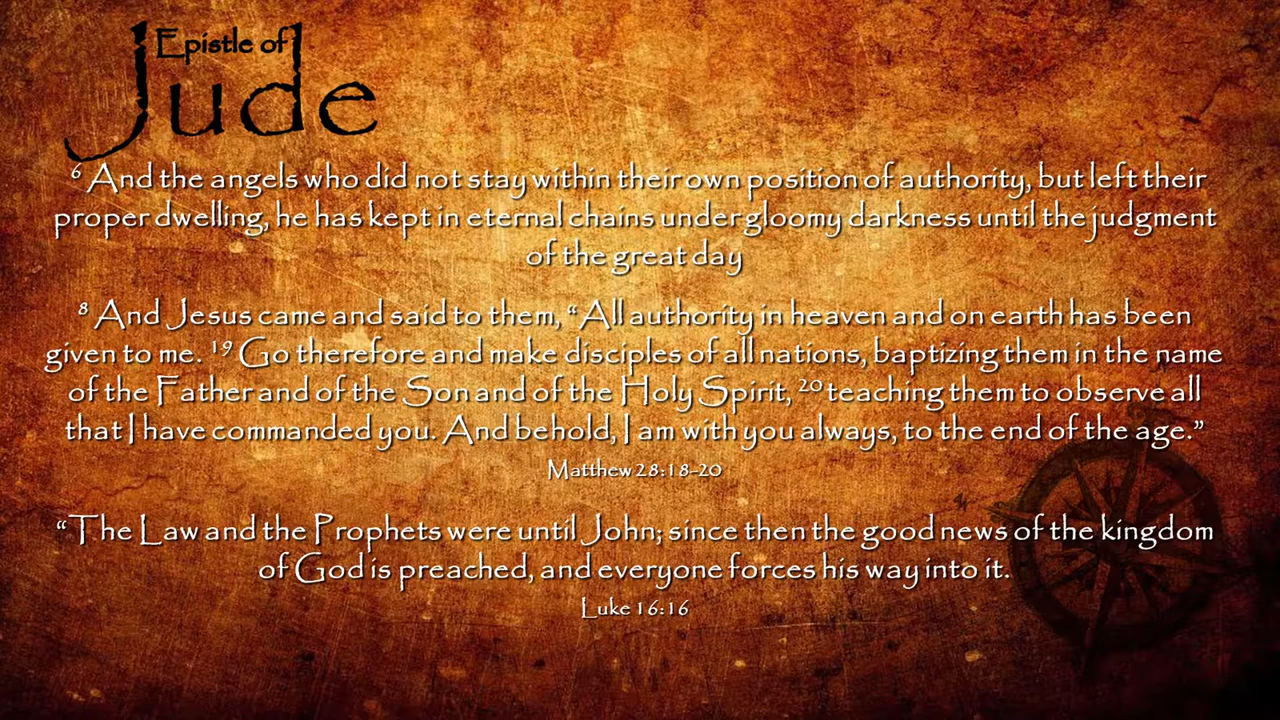 Epistle of
Jude
⁶ And the angels who did not stay within their own position of authority, but left their
proper dwelling, he has kept in eternal chains under gloomy darkness until the judgment
of the great day
⁸ And Jesus came and said to them, “All authority in heaven and on earth has been
given to me. ¹⁹ Go therefore and make disciples of all nations, baptizing them in the name
of the Father and of the Son and of the Holy Spirit, ²⁰ teaching them to observe all
that I have commanded you. And behold, I am with you always, to the end of the age.”
Matthew 28:18-20
“The Law and the Prophets were until John; since then the good news of the kingdom
of God is preached, and everyone forces his way into it.
Luke 16:16